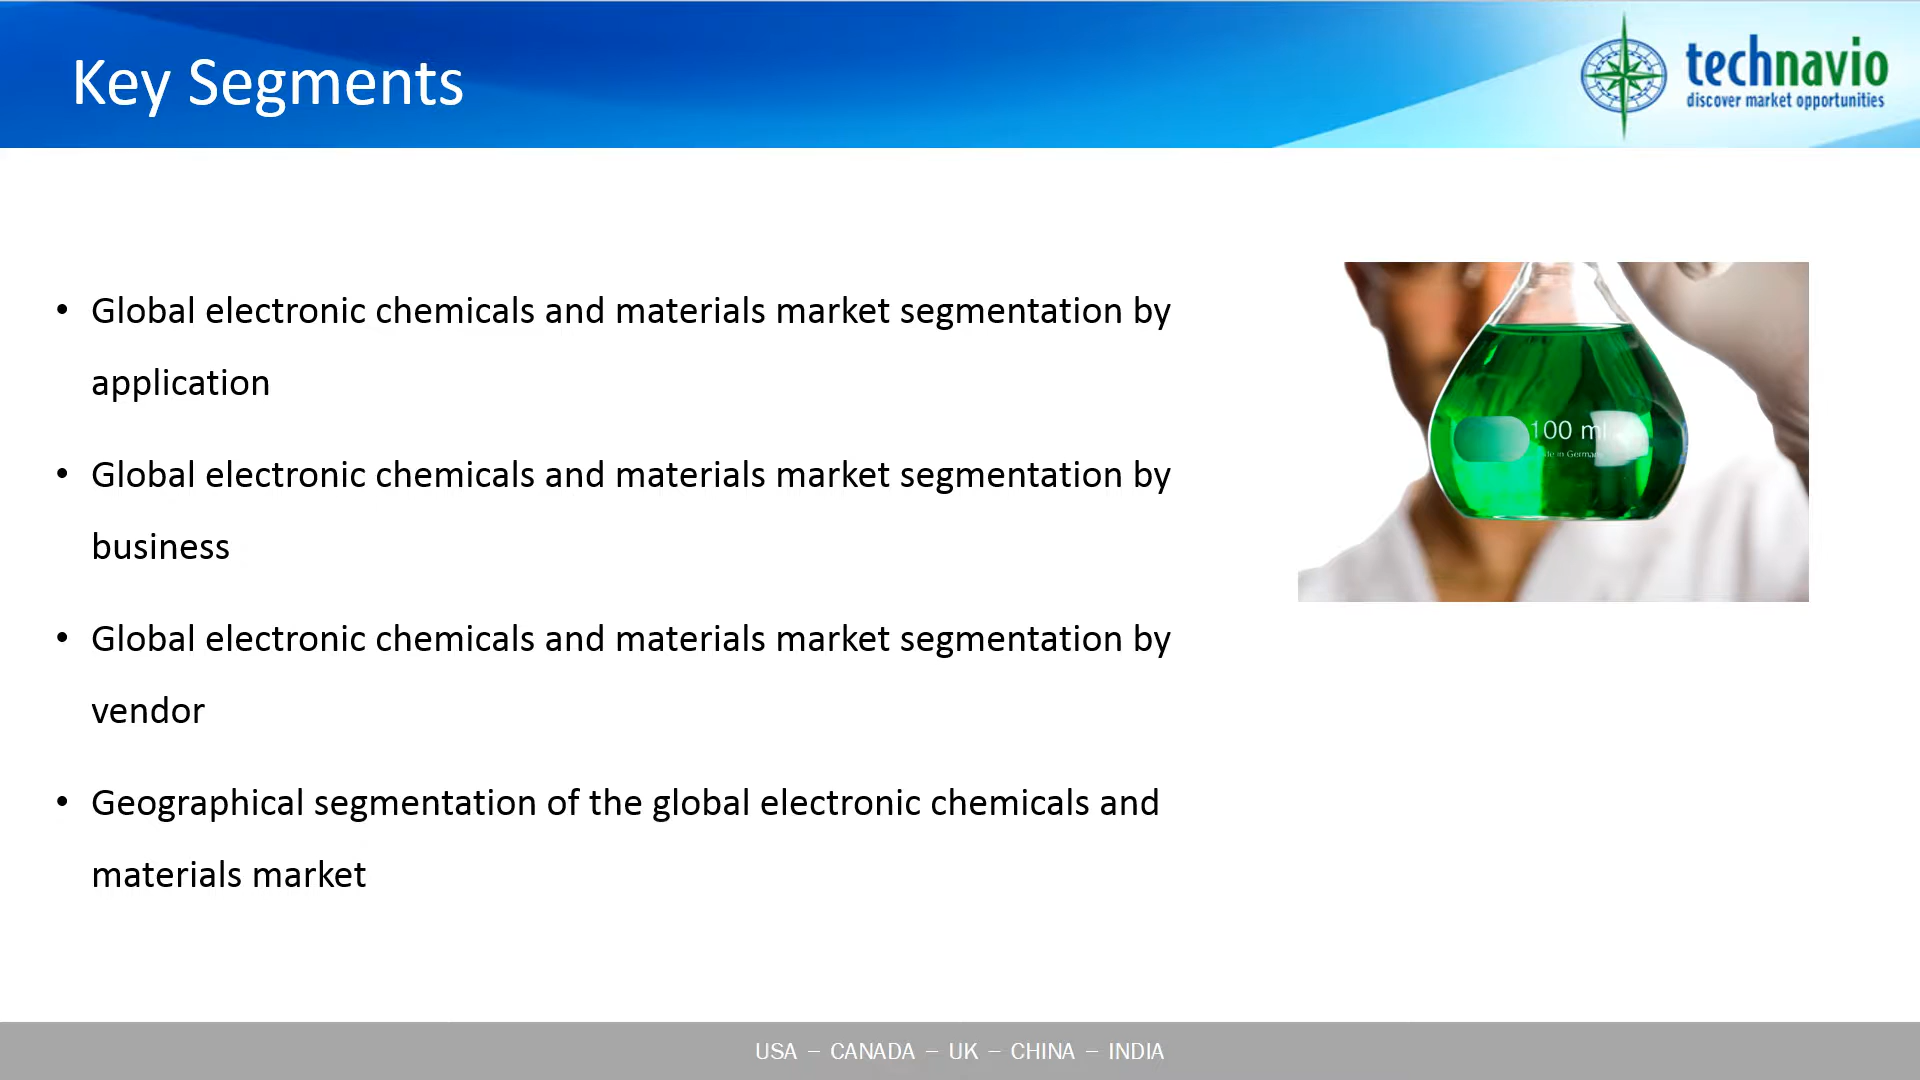 Key Segments
technavio
discover market opportunities
• Global electronic chemicals and materials market segmentation by
application
• Global electronic chemicals and materials market segmentation by
business
• Global electronic chemicals and materials market segmentation by
vendor
• Geographical segmentation of the global electronic chemicals and
materials market
100 ml
in Germany
USA – CANADA – UK – CHINA – INDIA